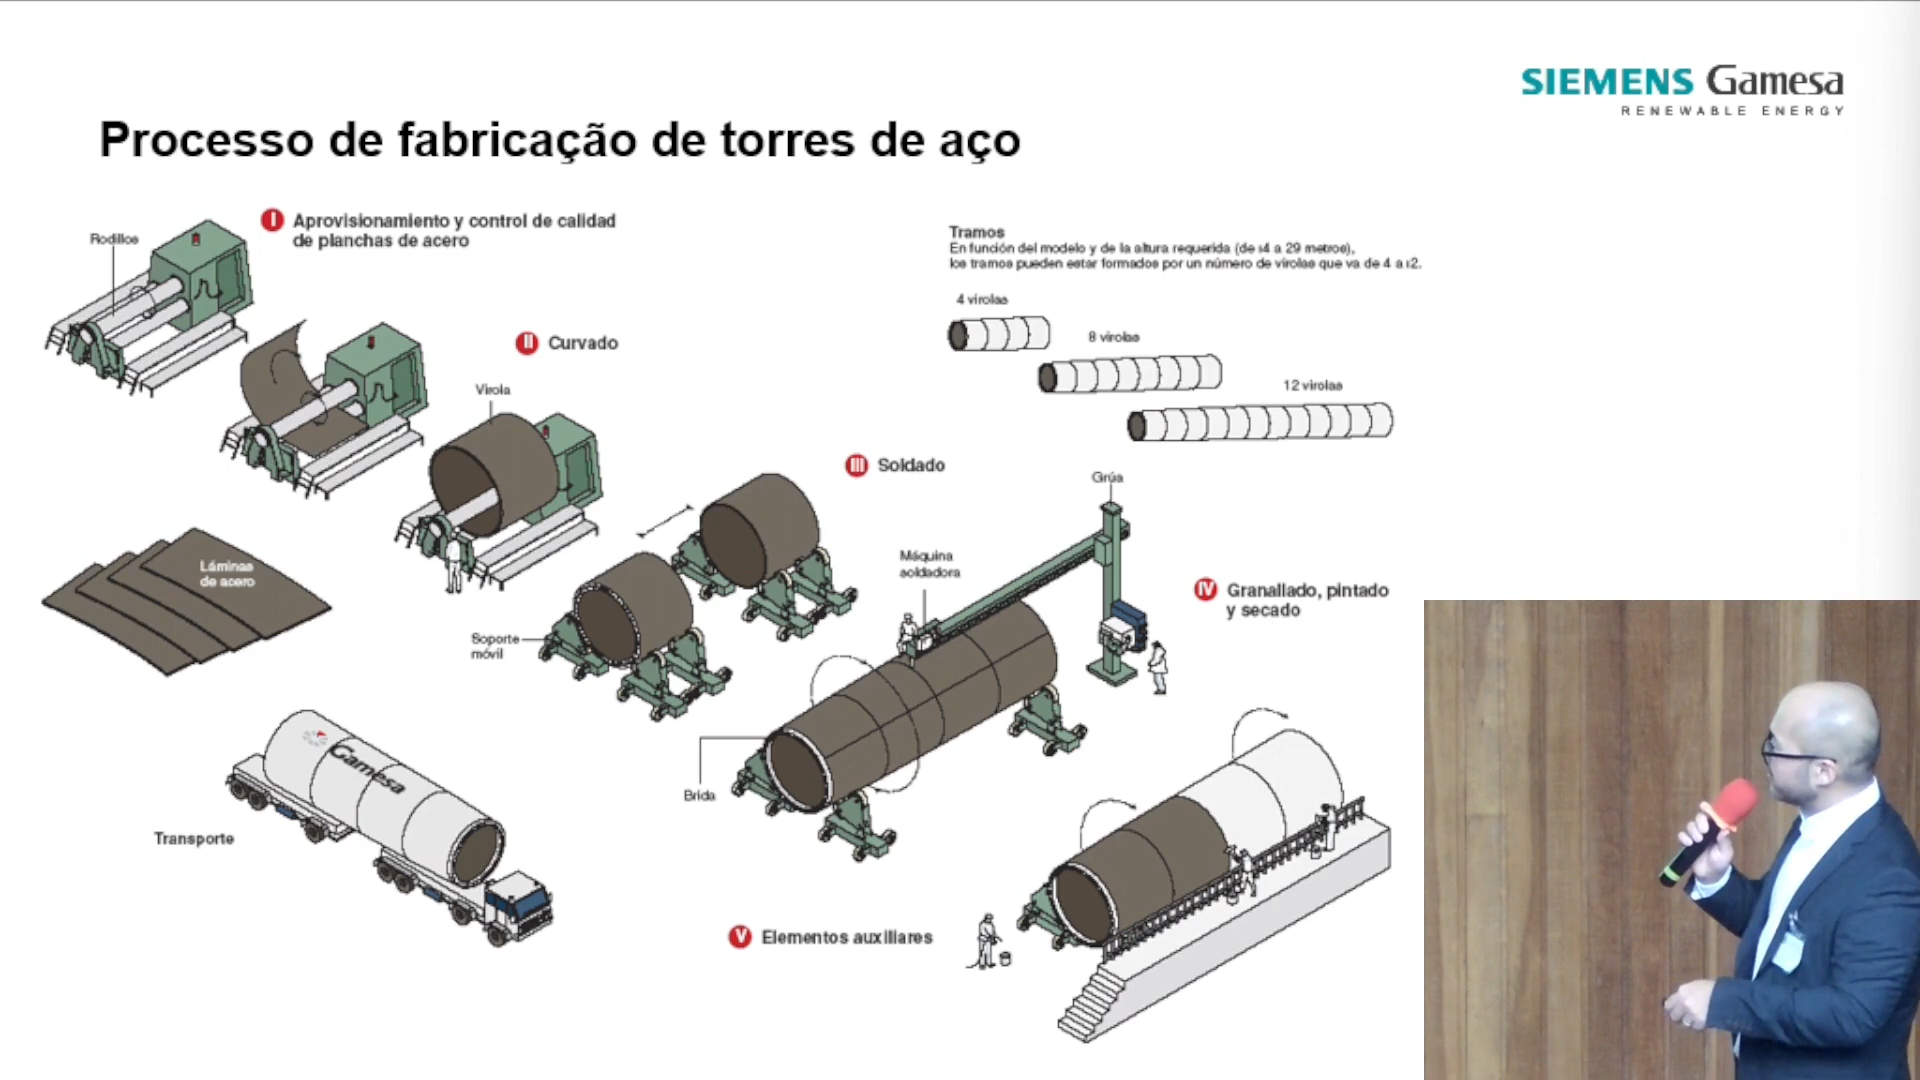 SIEMENS Gamesa
RENEWABLE ENERGY
Processo de fabricação de torres de aço
I Aprovisionamiento y control de calidad
de planchas de acero
Rodillos
II Curvado
Virola
Láminas
de acero
Tramos
En función del modelo y de la altura requerida (de 14 a 29 metros),
los tramos pueden estar formados por un número de virolas que va de 4 a 12.
4 virolas
8 virolas
12 virolas
III Soldado
Grúa
Máquina
soldadora
Soporte
móvil
Brida
IV Granallado, pintado
y secado
V Elementos auxiliares
Transporte
Gamesa